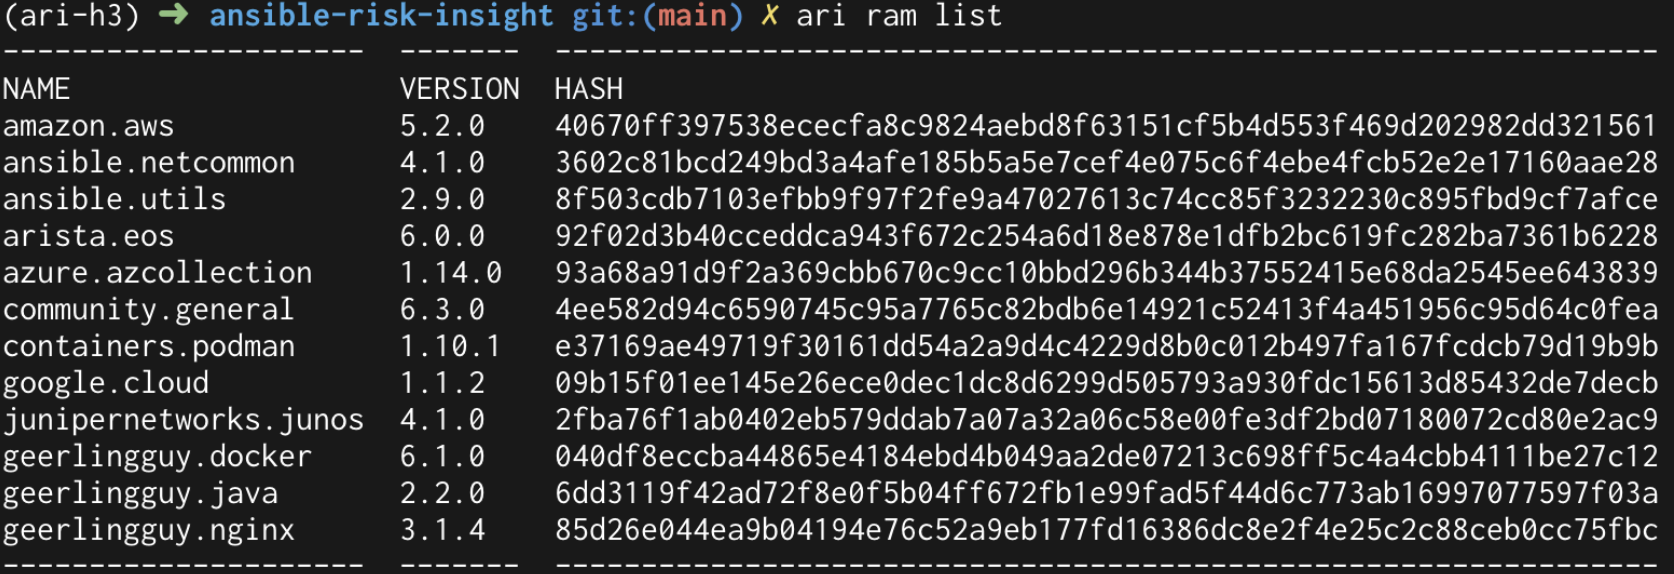 (ari-h3) ➜ ansible-risk-insight git:(main) ✗ ari ram list
--------------------- ------- ----------------------------------------------------------------
NAME VERSION HASH
amazon.aws 5.2.0 40670ff397538ececfa8c9824aebd8f63151cf5b4d553f469d202982dd321561
ansible.netcommon 4.1.0 3602c81bcd249bd3a4afe185b5a5e7cef4e075c6f4ebe4fcb52e2e17160aae28
ansible.utils 2.9.0 8f503cdb7103efbb9f97f2fe9a47027613c74cc85f3232230c895fbd9cf7afce
arista.eos 6.0.0 92f02d3b40cceddca943f672c254a6d18e878e1dfb2bc619fc282ba7361b6228
azure.azcollection 1.14.0 93a68a91d9f2a369cbb670c9cc10bbd296b344b37552415e68da2545ee643839
community.general 6.3.0 4ee582d94c6590745c95a7765c82bdb6e14921c52413f4a451956c95d64c0fea
containers.podman 1.10.1 e37169ae49719f30161dd54a2a9d4c4229d8b0c012b497fa167fcdcb79d19b9b
google.cloud 1.1.2 09b15f01ee145e26ece0dec1dc8d6299d505793a930fdc15613d85432de7decb
junipernetworks.junos 4.1.0 2fba76f1ab0402eb579ddab7a07a32a06c58e00fe3df2bd07180072cd80e2ac9
geerlingguy.docker 6.1.0 040df8eccba44865e4184ebd4b049aa2de07213c698ff5c4a4cbb4111be27c12
geerlingguy.java 2.2.0 6dd3119f42ad72f8e0f5b04ff672fb1e99fad5f44d6c773ab16997077597f03a
geerlingguy.nginx 3.1.4 85d26e044ea9b04194e76c52a9eb177fd16386dc8e2f4e25c2c88ceb0cc75fbc
--------------------- ------- ----------------------------------------------------------------